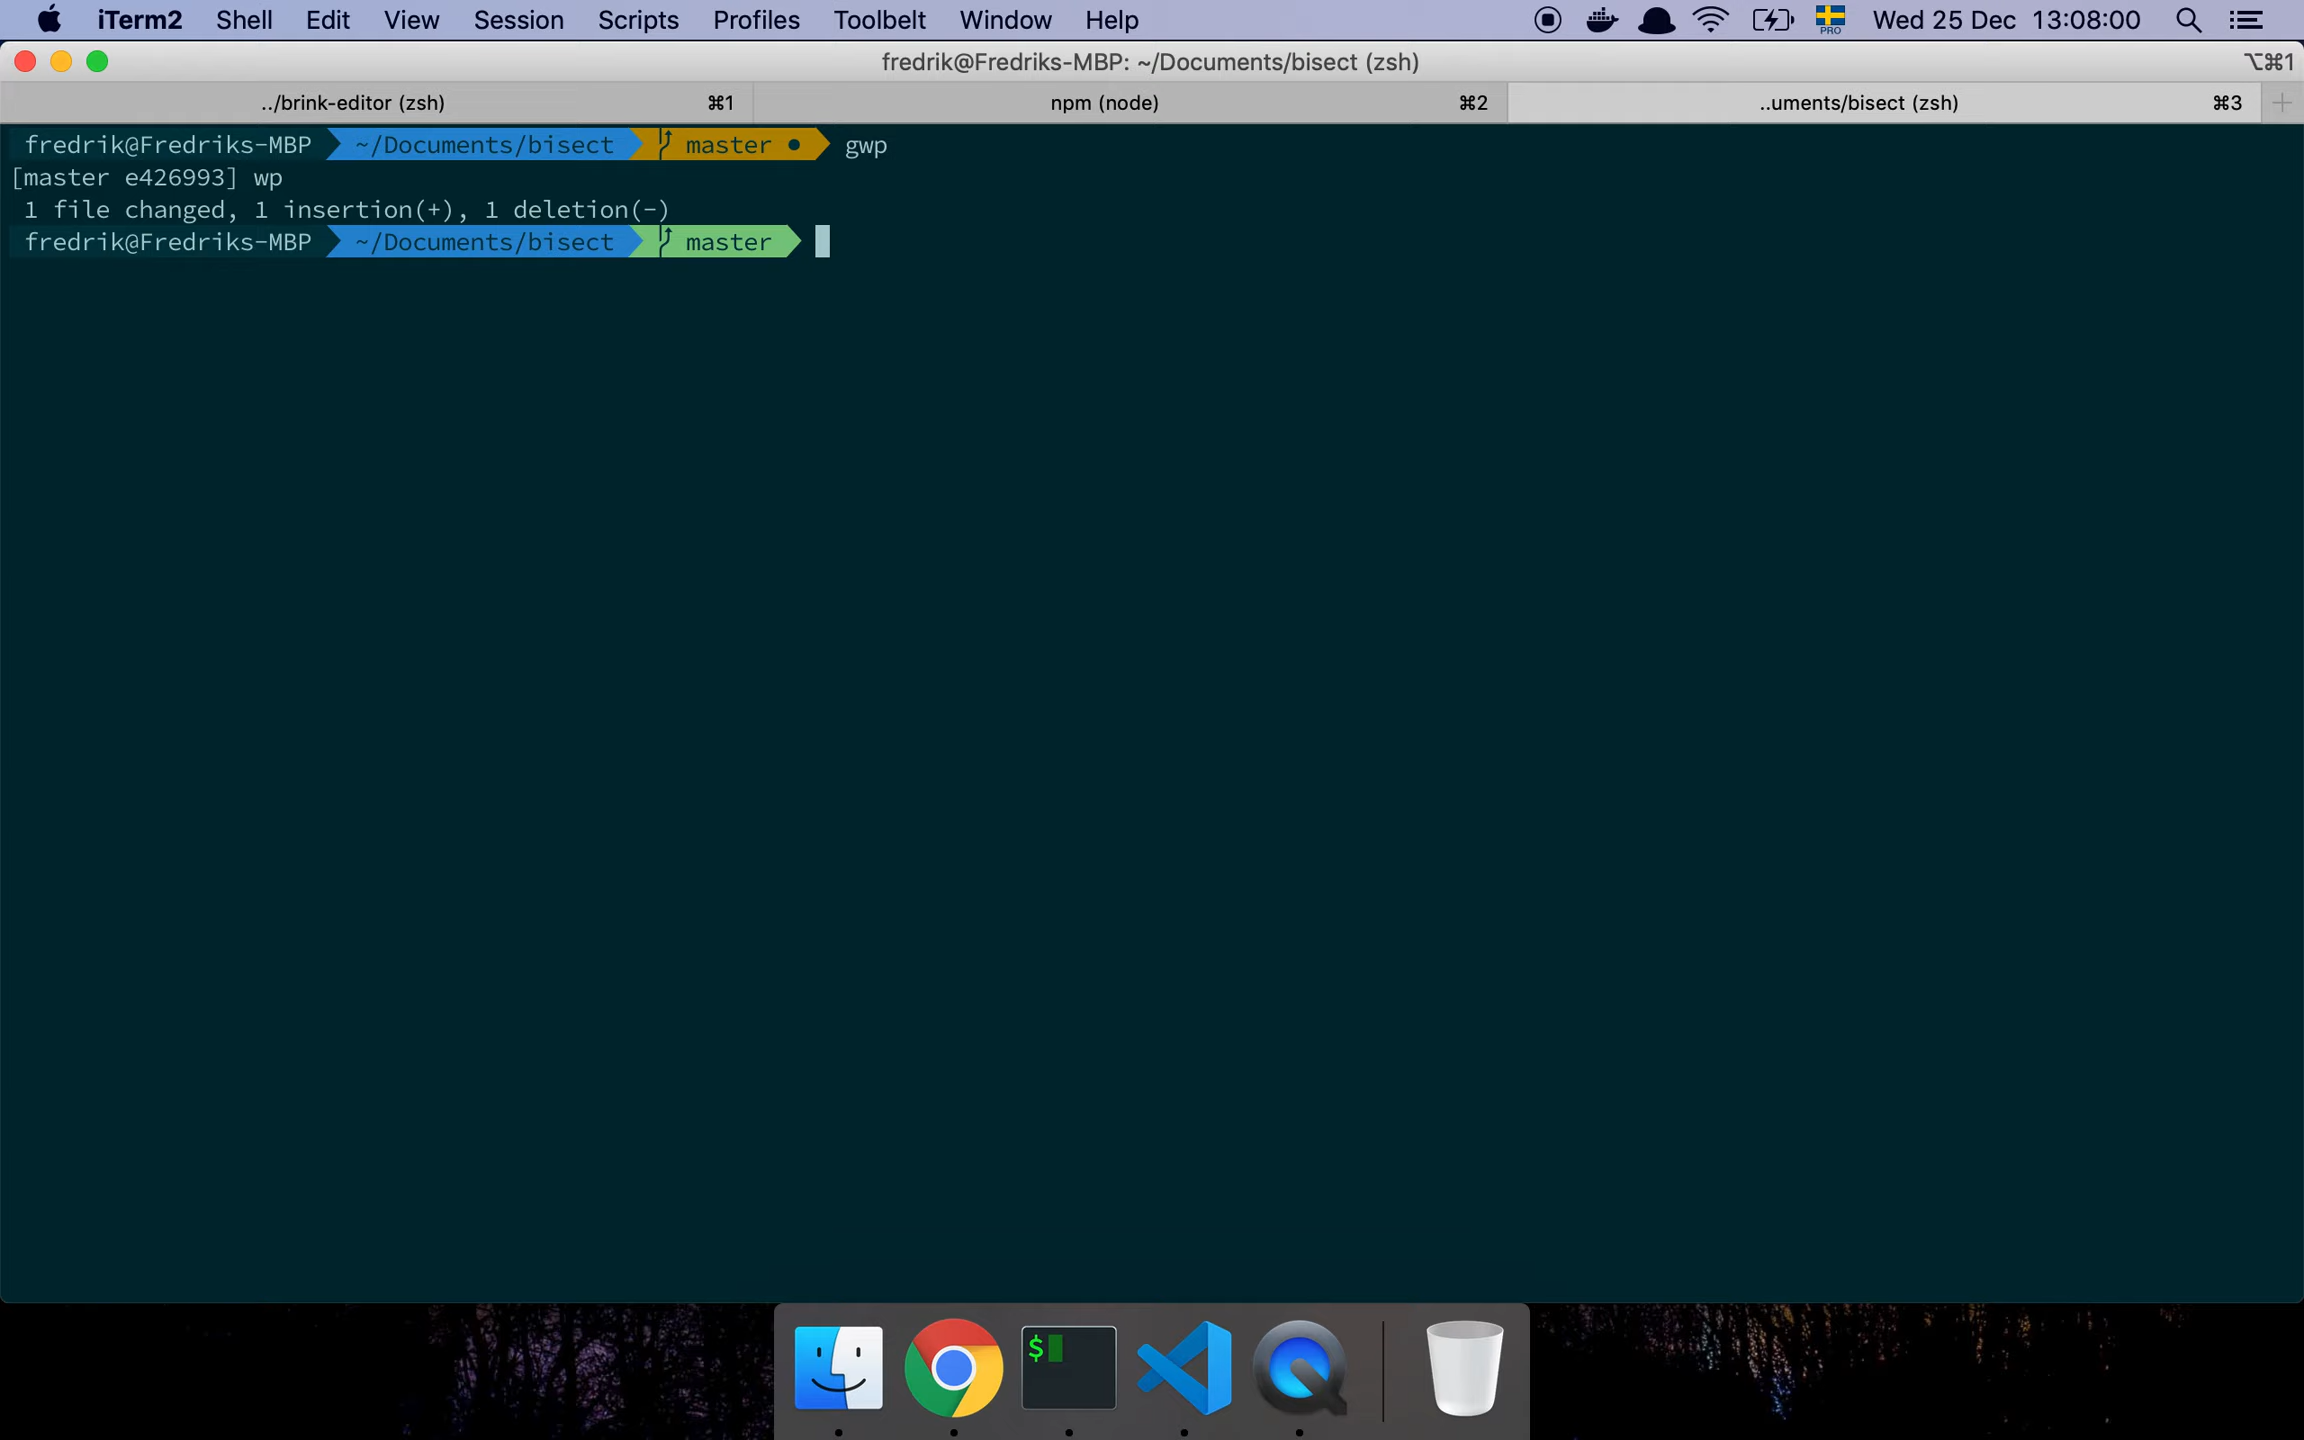 iTerm2 Shell Edit View Session Scripts Profiles Toolbelt Window Help PRO Wed 25 Dec 13:08:00
fredrik@Fredriks-MBP: ~/Documents/bisect (zsh) ⌥⌘1
../brink-editor (zsh) ⌘1 npm (node) ⌘2 ..uments/bisect (zsh) ⌘3 +
fredrik@Fredriks-MBP ~/Documents/bisect master ● gwp
[master e426993] wp
1 file changed, 1 insertion(+), 1 deletion(-)
fredrik@Fredriks-MBP ~/Documents/bisect master
$